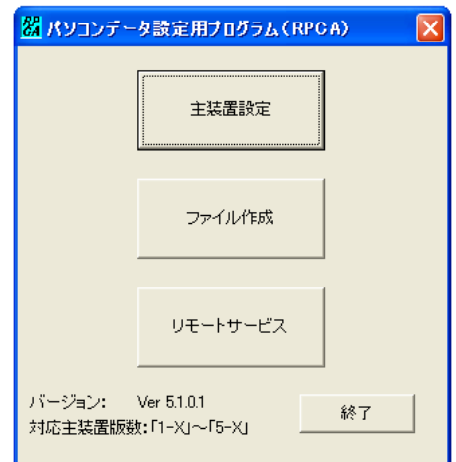 RPCA パソコンデータ設定用プログラム(RPCA)
主装置設定
ファイル作成
リモートサービス
バージョン: Ver 5.1.0.1
対応主装置版数:「1-X」～「5-X」
終了